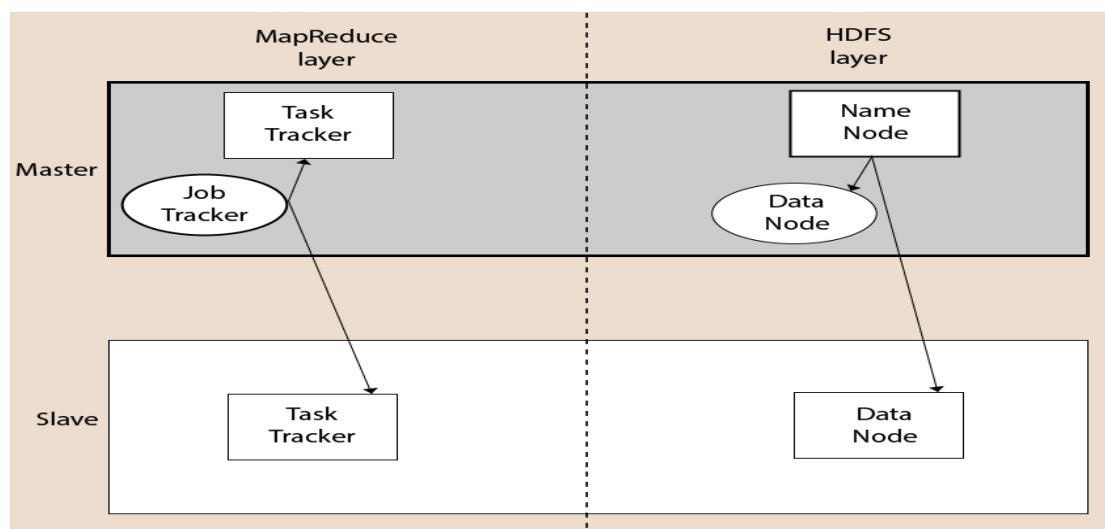 MapReduce
layer
HDFS
layer
Master
Task
Tracker
Job
Tracker
Name
Node
Data
Node
Slave
Task
Tracker
Data
Node